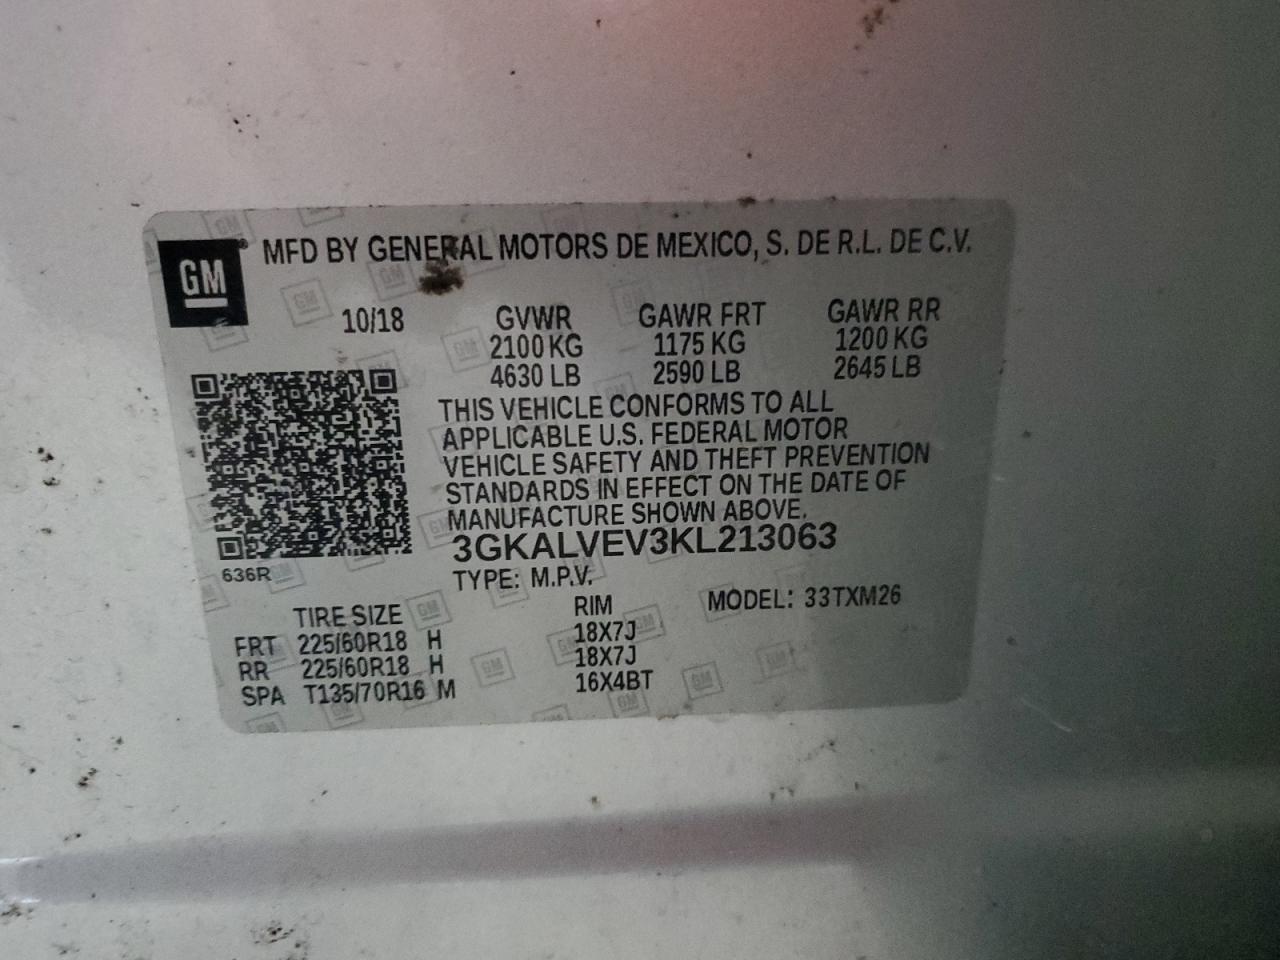 GM® MFD BY GENERAL MOTORS DE MEXICO, S. DE R.L. DE C.V.
10/18 GVWR GAWR FRT GAWR RR
2100 KG 1175 KG 1200 KG
4630 LB 2590 LB 2645 LB
THIS VEHICLE CONFORMS TO ALL
APPLICABLE U.S. FEDERAL MOTOR
VEHICLE SAFETY AND THEFT PREVENTION
STANDARDS IN EFFECT ON THE DATE OF
MANUFACTURE SHOWN ABOVE.
3GKALVEV3KL213063
636R
TYPE: M.P.V. MODEL: 33TXM26
TIRE SIZE RIM
FRT 225/60R18 H 18X7J
RR 225/60R18 H 18X7J
SPA T135/70R16 M 16X4BT